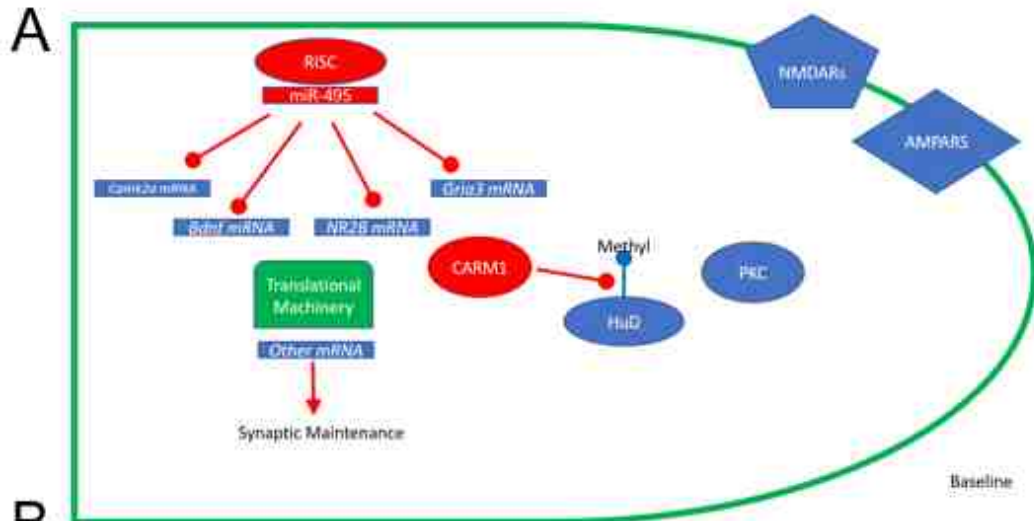 A
RISC
miR-495
NMDARs
AMPARS
Camk2a mRNA
Gria3 mRNA
Bdnf mRNA
NR2B mRNA
Methyl
CARM1
PKC
Translational
Machinery
HuD
Other mRNA
Synaptic Maintenance
Baseline
B